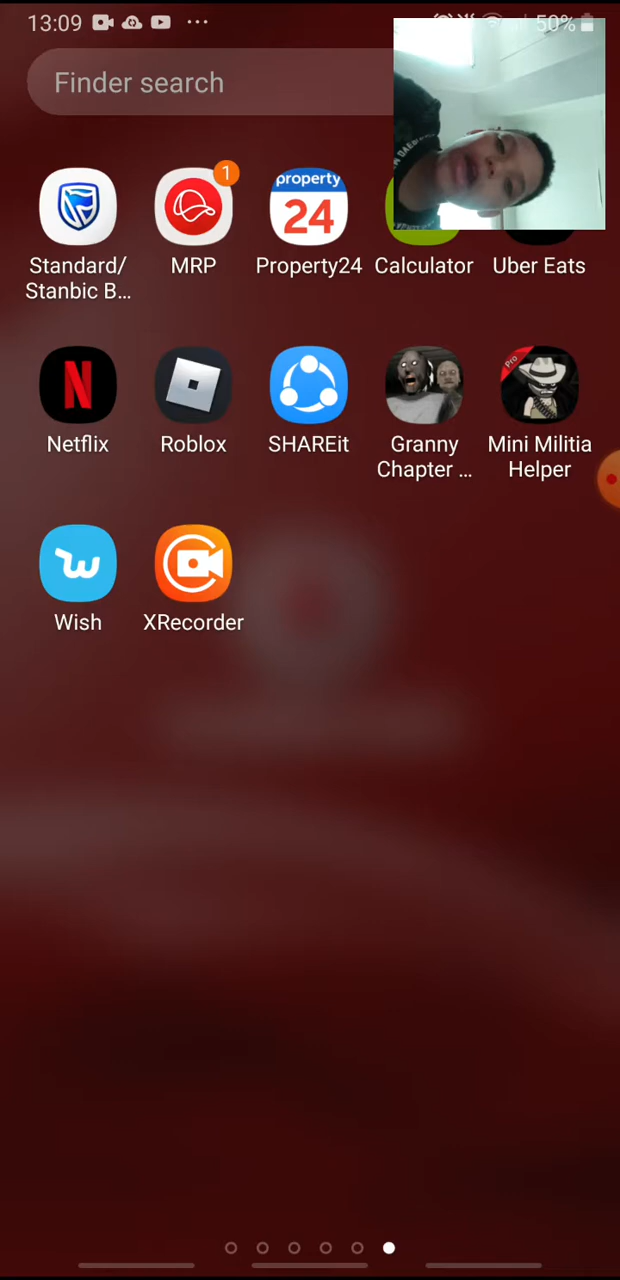 13:09
50%
Finder search
1
property
24
Standard/
Stanbic B...
MRP
Property24
Calculator
Uber Eats
N
Pro
Netflix
Roblox
SHAREit
Granny
Chapter ...
Mini Militia
Helper
W
Wish
XRecorder